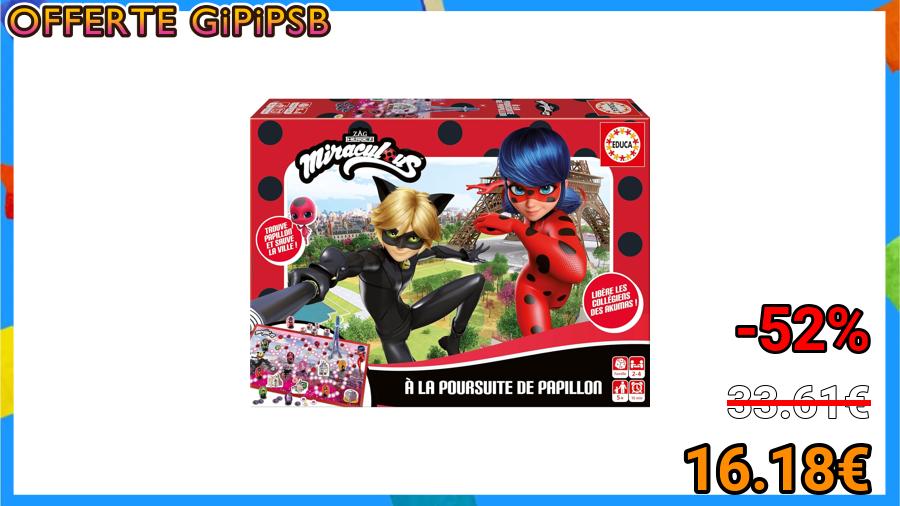 OFFERTE GiPiPSB
ZAG
HEROEZ
Miraculous
EDUCA
TROUVE
PAPILLON
ET SAUVE
LA VILLE !
LIBÈRE LES
COLLÉGIENS
DES AKUMAS !
À LA POURSUITE DE PAPILLON
2-4
5+
-52%
33.61€
16.18€